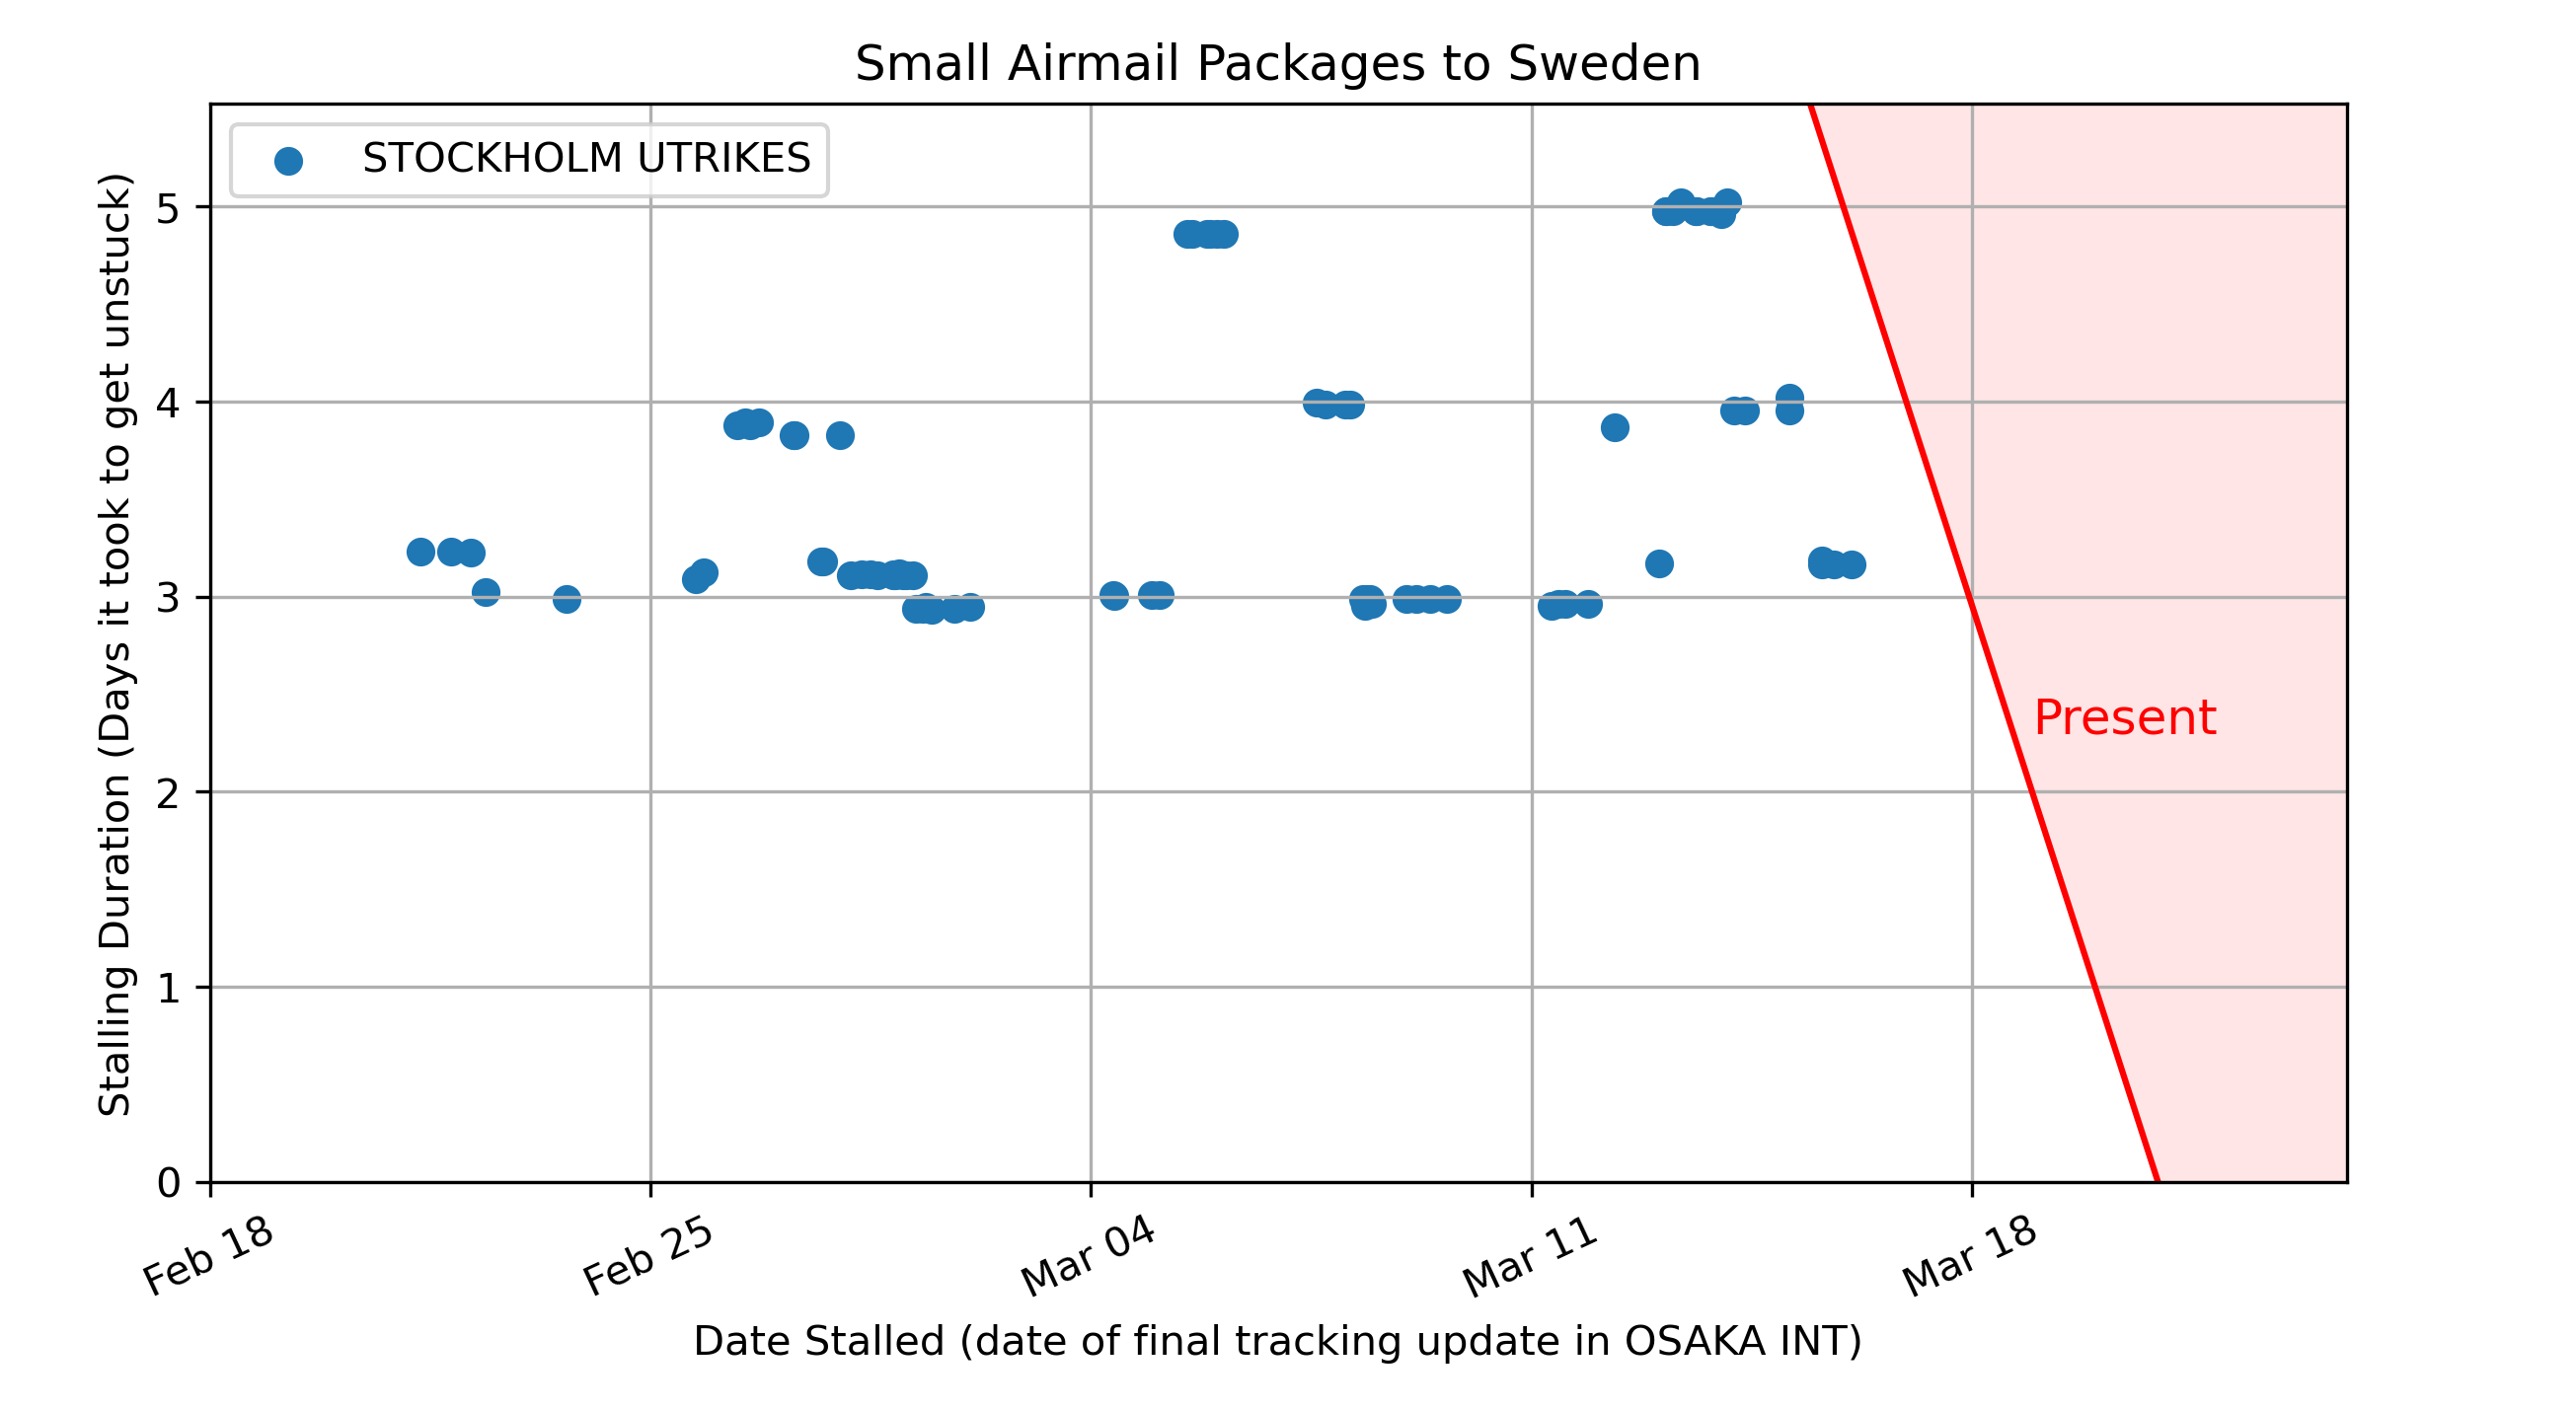 Small Airmail Packages to Sweden
STOCKHOLM UTRIKES
Stalling Duration (Days it took to get unstuck)
5
4
3
2
1
0
Present
Feb 18
Feb 25
Mar 04
Mar 11
Mar 18
Date Stalled (date of final tracking update in OSAKA INT)